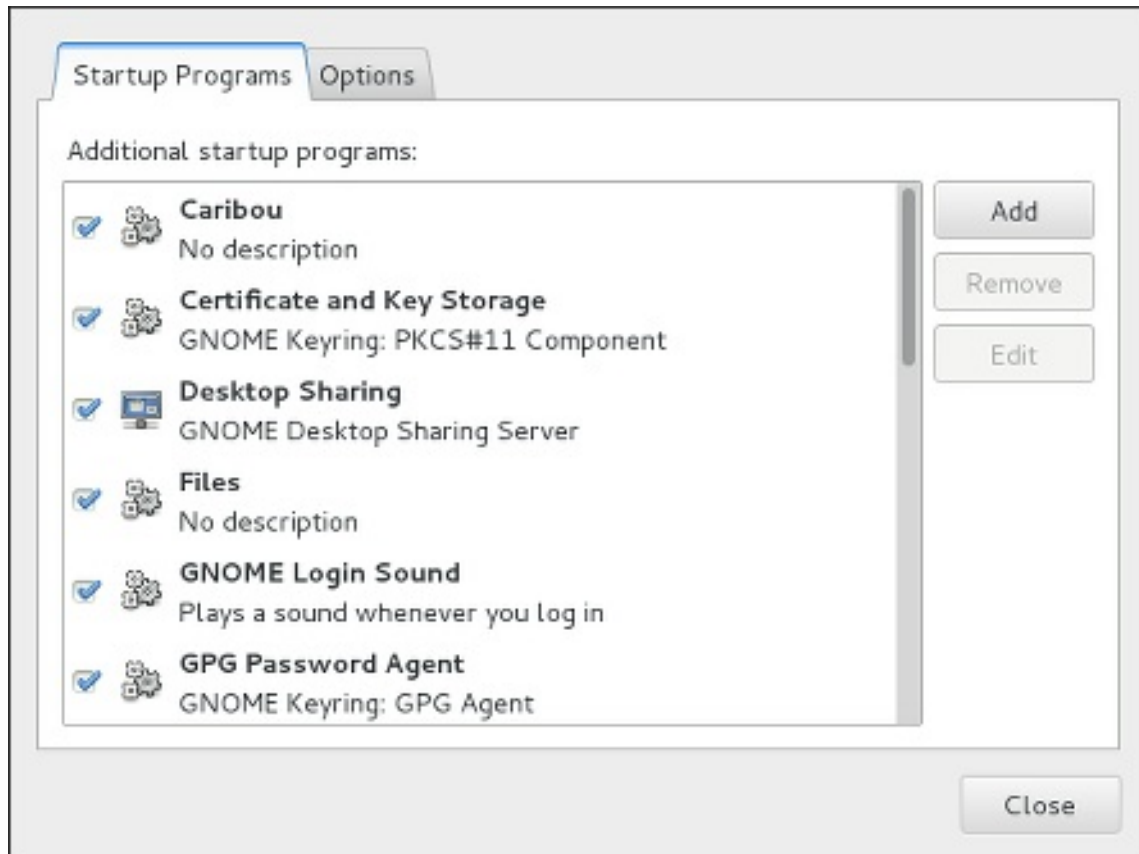 Startup Programs Options
Additional startup programs:
Caribou
No description
Certificate and Key Storage
GNOME Keyring: PKCS#11 Component
Desktop Sharing
GNOME Desktop Sharing Server
Files
No description
GNOME Login Sound
Plays a sound whenever you log in
GPG Password Agent
GNOME Keyring: GPG Agent
Add
Remove
Edit
Close